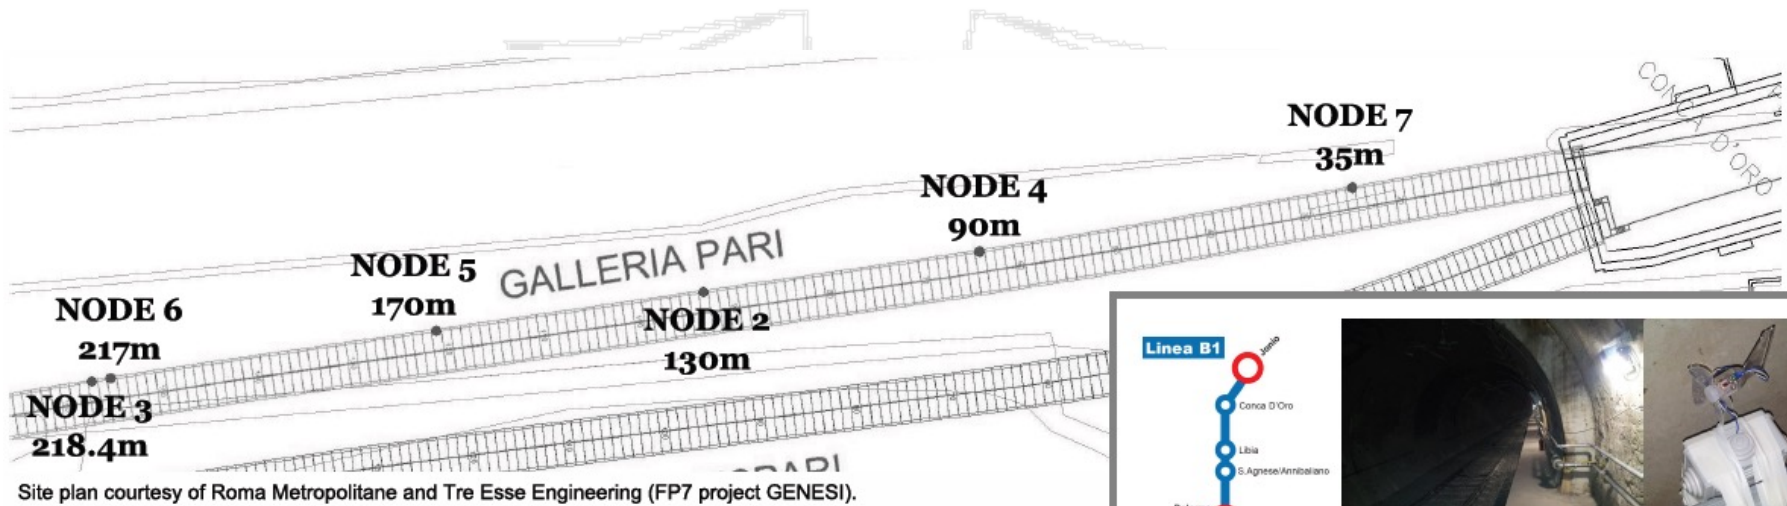 CONCA D'ORO
NODE 7
35m
NODE 4
90m
GALLERIA PARI
NODE 5
170m
NODE 2
130m
NODE 6
217m
NODE 3
218.4m
Linea B1
Jonio
Conca D'Oro
Libia
S.Agnese/Annibaliano
Site plan courtesy of Roma Metropolitane and Tre Esse Engineering (FP7 project GENESI).